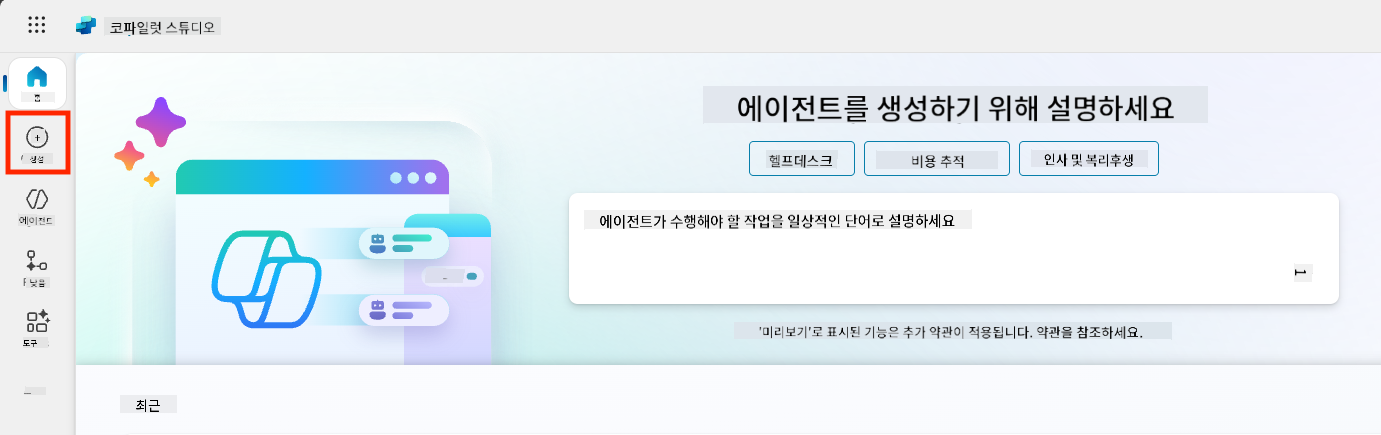 코파일럿 스튜디오
홈
생성
에이전트
도구
에이전트를 생성하기 위해 설명하세요
헬프데스크
비용 추적
인사 및 복리후생
에이전트가 수행해야 할 작업을 일상적인 단어로 설명하세요
'미리보기'로 표시된 기능은 추가 약관이 적용됩니다. 약관을 참조하세요.
최근